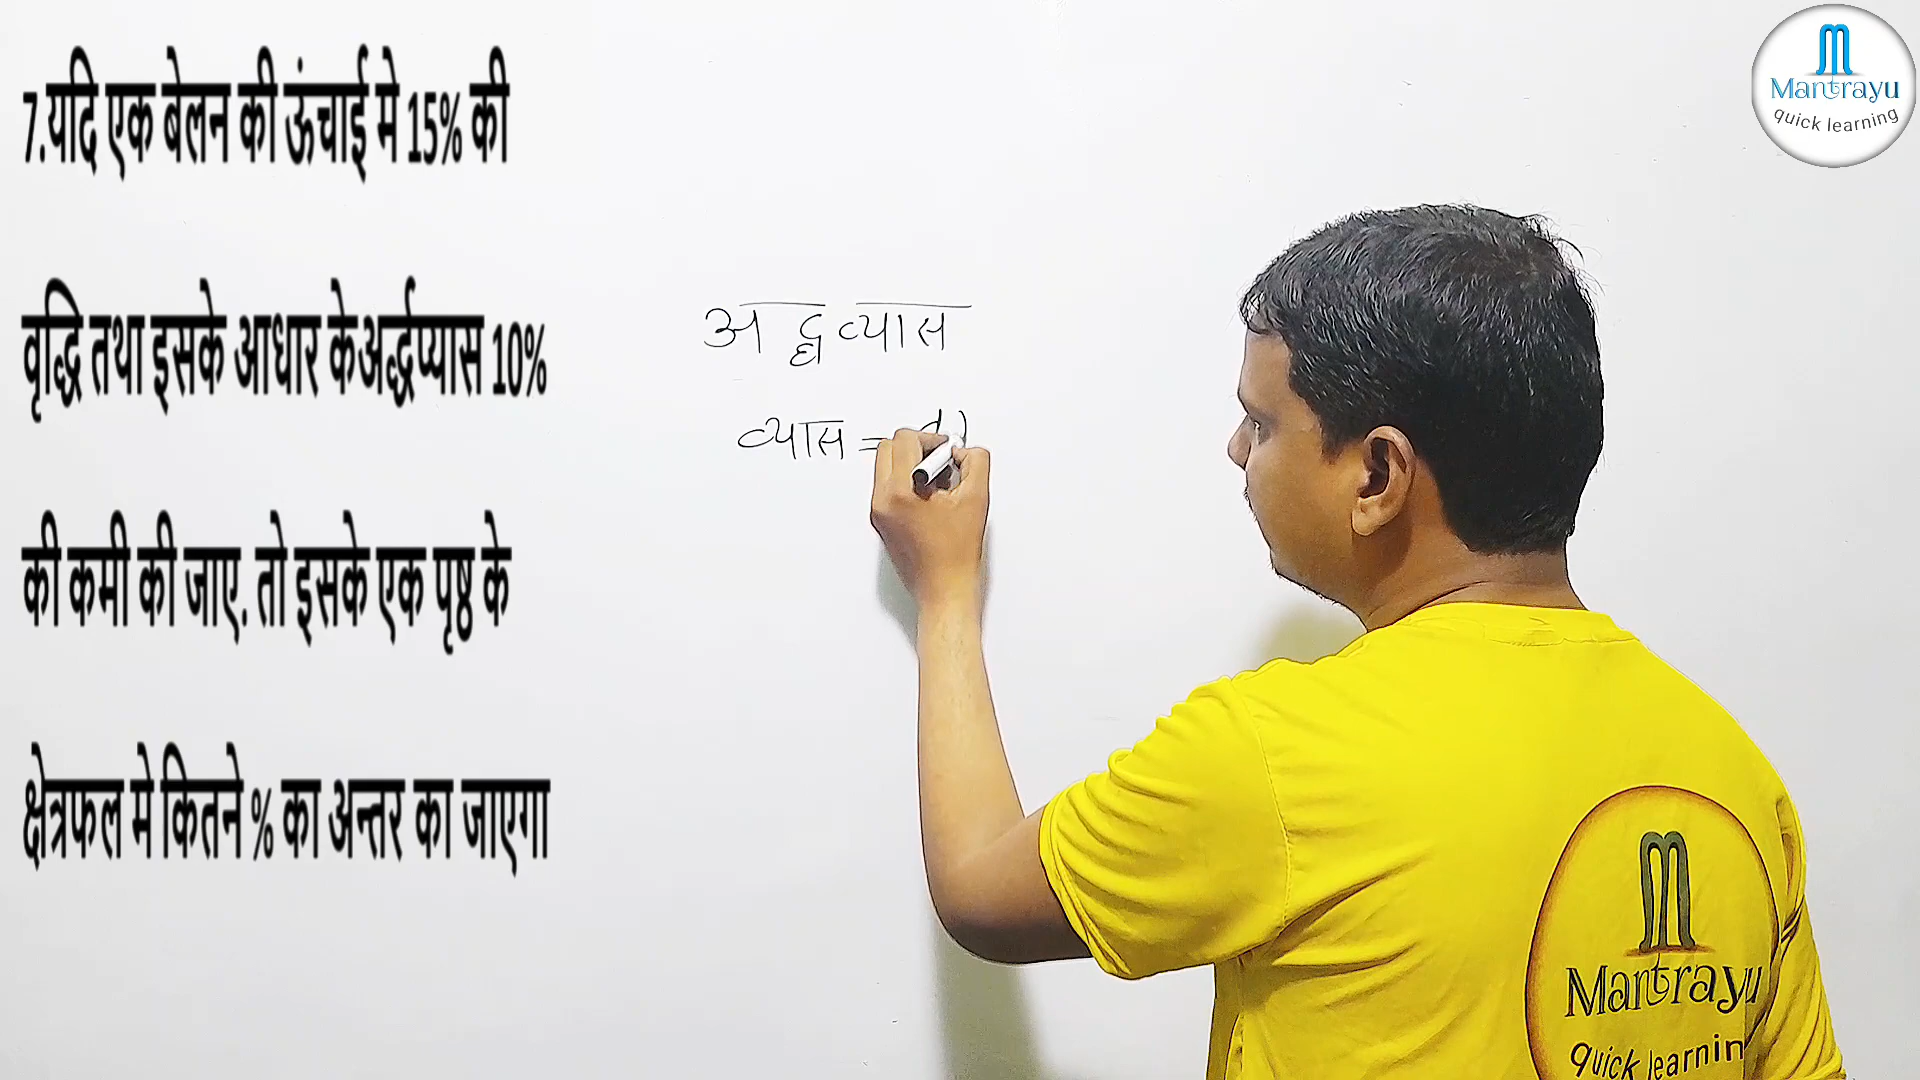 7.यदि एक बेलन की ऊंचाई मे 15% की
वृद्धि तथा इसके आधार केअर्द्धप्यास 10%
की कमी की जाए. तो इसके एक पृष्ठ के
क्षेत्रफल मे कितने % का अन्तर का जाएगा
अर्द्धव्यास
व्यास =
Mantrayu
quick learning
Mantrayu
quick learnin